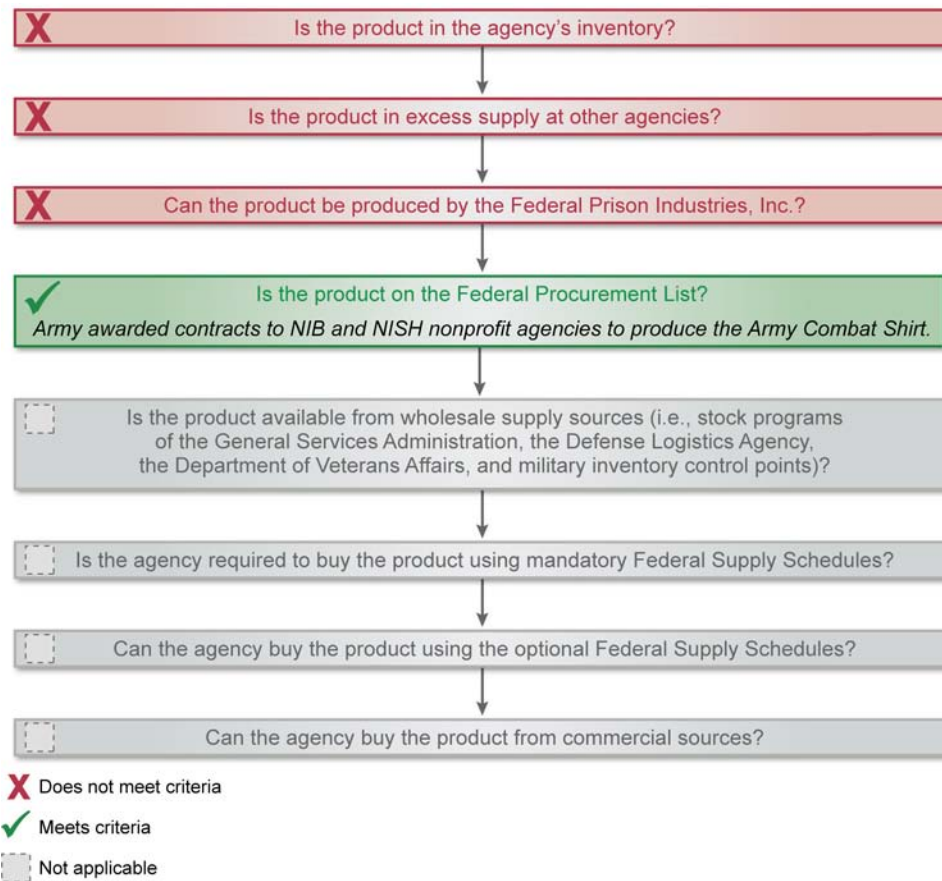 Is the product in the agency's inventory?
Is the product in excess supply at other agencies?
Can the product be produced by the Federal Prison Industries, Inc.?
Is the product on the Federal Procurement List?
Army awarded contracts to NIB and NISH nonprofit agencies to produce the Army Combat Shirt.
Is the product available from wholesale supply sources (i.e., stock programs
of the General Services Administration, the Defense Logistics Agency,
the Department of Veterans Affairs, and military inventory control points)?
Is the agency required to buy the product using mandatory Federal Supply Schedules?
Can the agency buy the product using the optional Federal Supply Schedules?
Can the agency buy the product from commercial sources?
X Does not meet criteria
Meets criteria
Not applicable